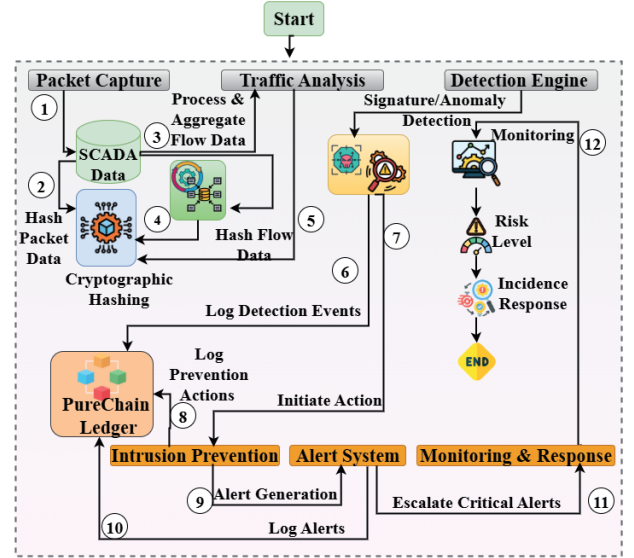 Start
Packet Capture
Traffic Analysis
Detection Engine
1
Process &
Aggregate
Flow Data
3
Signature/Anomaly
Detection
Monitoring
12
SCADA
Data
2
Hash
Packet
Data
4
Hash Flow
Data
5
6
7
Risk
Level
Cryptographic
Hashing
Incidence
Response
Log Detection Events
END
PureChain
Ledger
Log
Prevention
Actions
8
Initiate Action
Intrusion Prevention
Alert System
Monitoring & Response
9
Alert Generation
Escalate Critical Alerts
11
10
Log Alerts